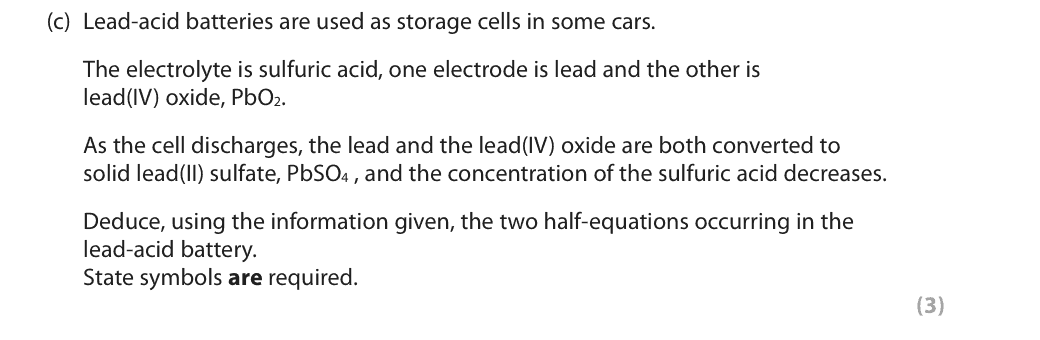 (c) Lead-acid batteries are used as storage cells in some cars.
The electrolyte is sulfuric acid, one electrode is lead and the other is
lead(IV) oxide, PbO₂.
As the cell discharges, the lead and the lead(IV) oxide are both converted to
solid lead(II) sulfate, PbSO₄ , and the concentration of the sulfuric acid decreases.
Deduce, using the information given, the two half-equations occurring in the
lead-acid battery.
State symbols are required.
(3)